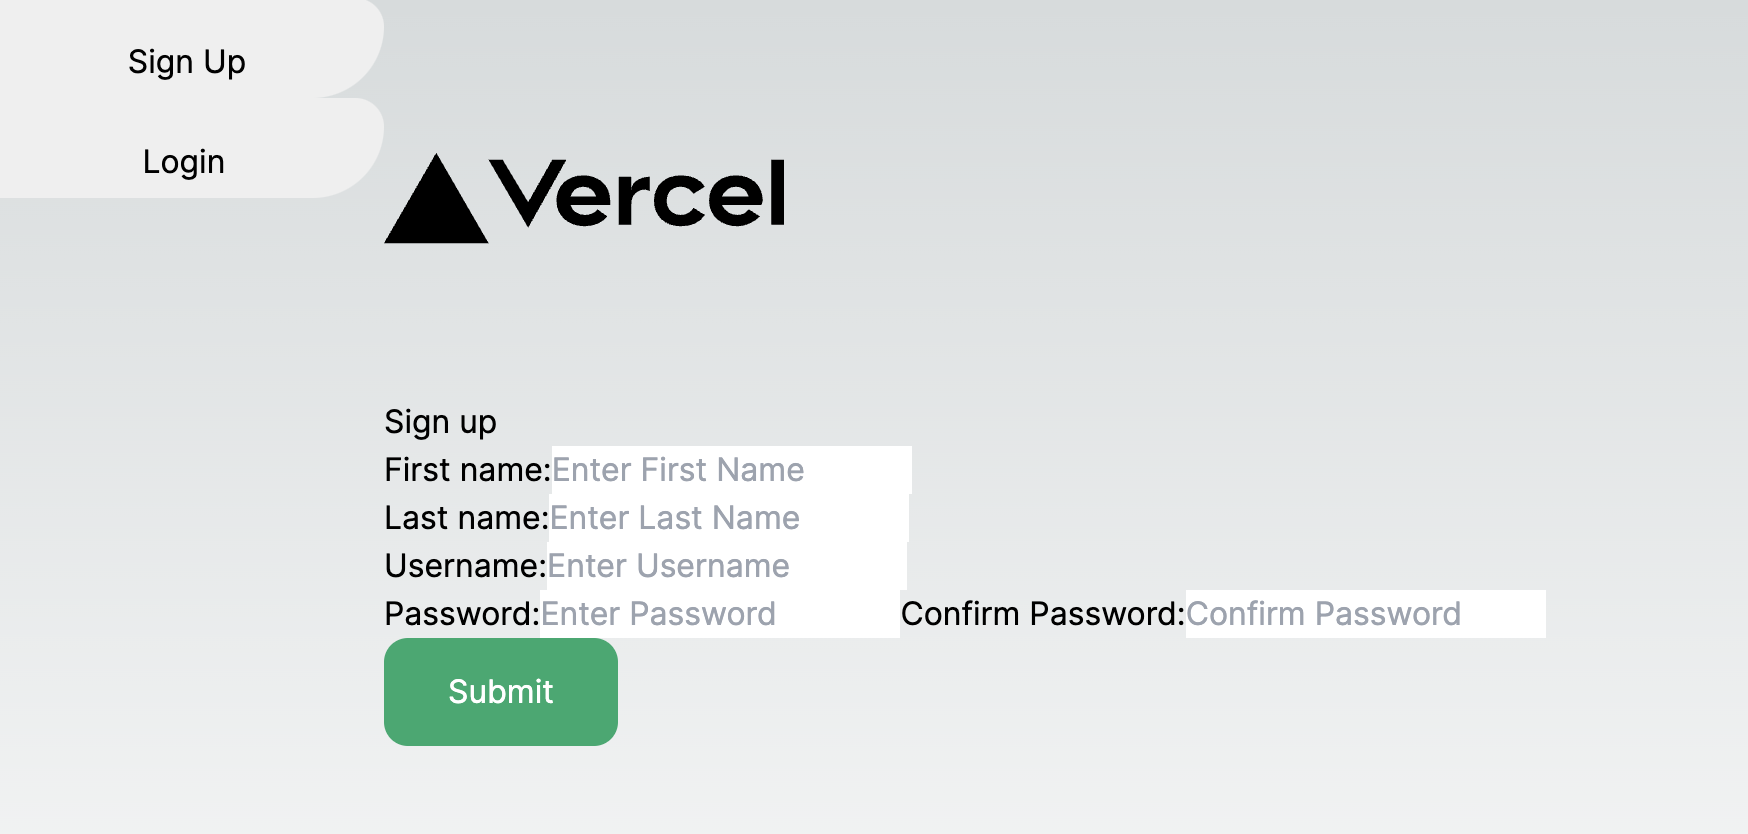 Sign Up
Login
Vercel
Sign up
First name: Enter First Name
Last name: Enter Last Name
Username: Enter Username
Password: Enter Password Confirm Password: Confirm Password
Submit